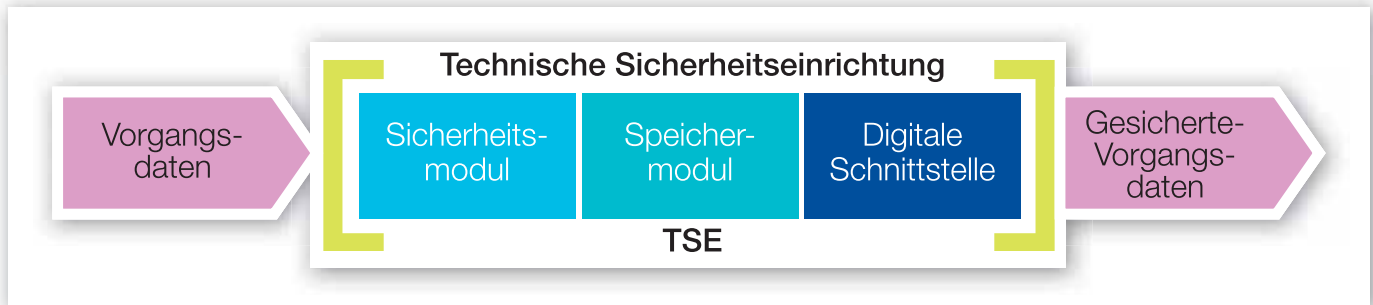 Technische Sicherheitseinrichtung
Vorgangs-
daten
Sicherheits-
modul
Speicher-
modul
Digitale
Schnittstelle
Gesicherte-
Vorgangs-
daten
TSE